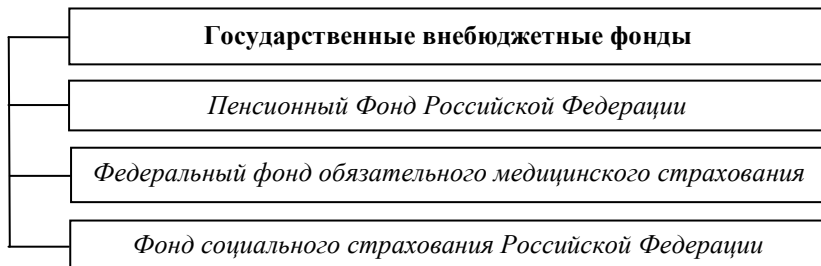 Государственные внебюджетные фонды
Пенсионный Фонд Российской Федерации
Федеральный фонд обязательного медицинского страхования
Фонд социального страхования Российской Федерации